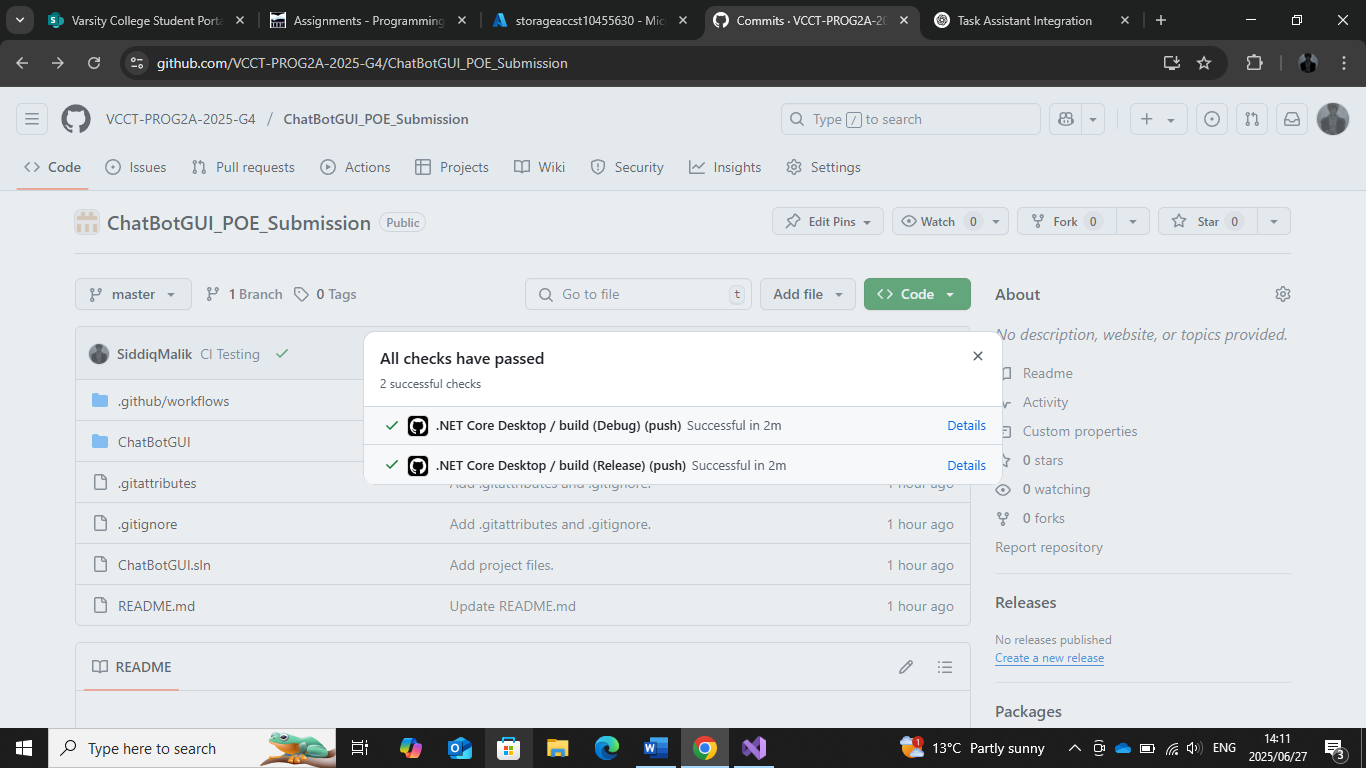 Varsity College Student Porta
Assignments - Programming
storageaccst10455630 - Mic
Commits · VCCT-PROG2A-20
Task Assistant Integration
github.com/VCCT-PROG2A-2025-G4/ChatBotGUI_POE_Submission
VCCT-PROG2A-2025-G4 / ChatBotGUI_POE_Submission
Type / to search
Code
Issues
Pull requests
Actions
Projects
Wiki
Security
Insights
Settings
ChatBotGUI_POE_Submission Public
Edit Pins
Watch 0
Fork 0
Star 0
master
1 Branch
0 Tags
Go to file t
Add file
Code
About
No description, website, or topics provided.
SiddiqMalik CI Testing
All checks have passed
2 successful checks
.NET Core Desktop / build (Debug) (push) Successful in 2m Details
.NET Core Desktop / build (Release) (push) Successful in 2m Details
.github/workflows
ChatBotGUI
.gitattributes Add .gitattributes and .gitignore. 1 hour ago
.gitignore Add .gitattributes and .gitignore. 1 hour ago
ChatBotGUI.sln Add project files. 1 hour ago
README.md Update README.md 1 hour ago
README
Readme
Activity
Custom properties
0 stars
0 watching
0 forks
Report repository
Releases
No releases published
Create a new release
Packages
Type here to search
13°C Partly sunny
ENG
14:11
2025/06/27
1
3